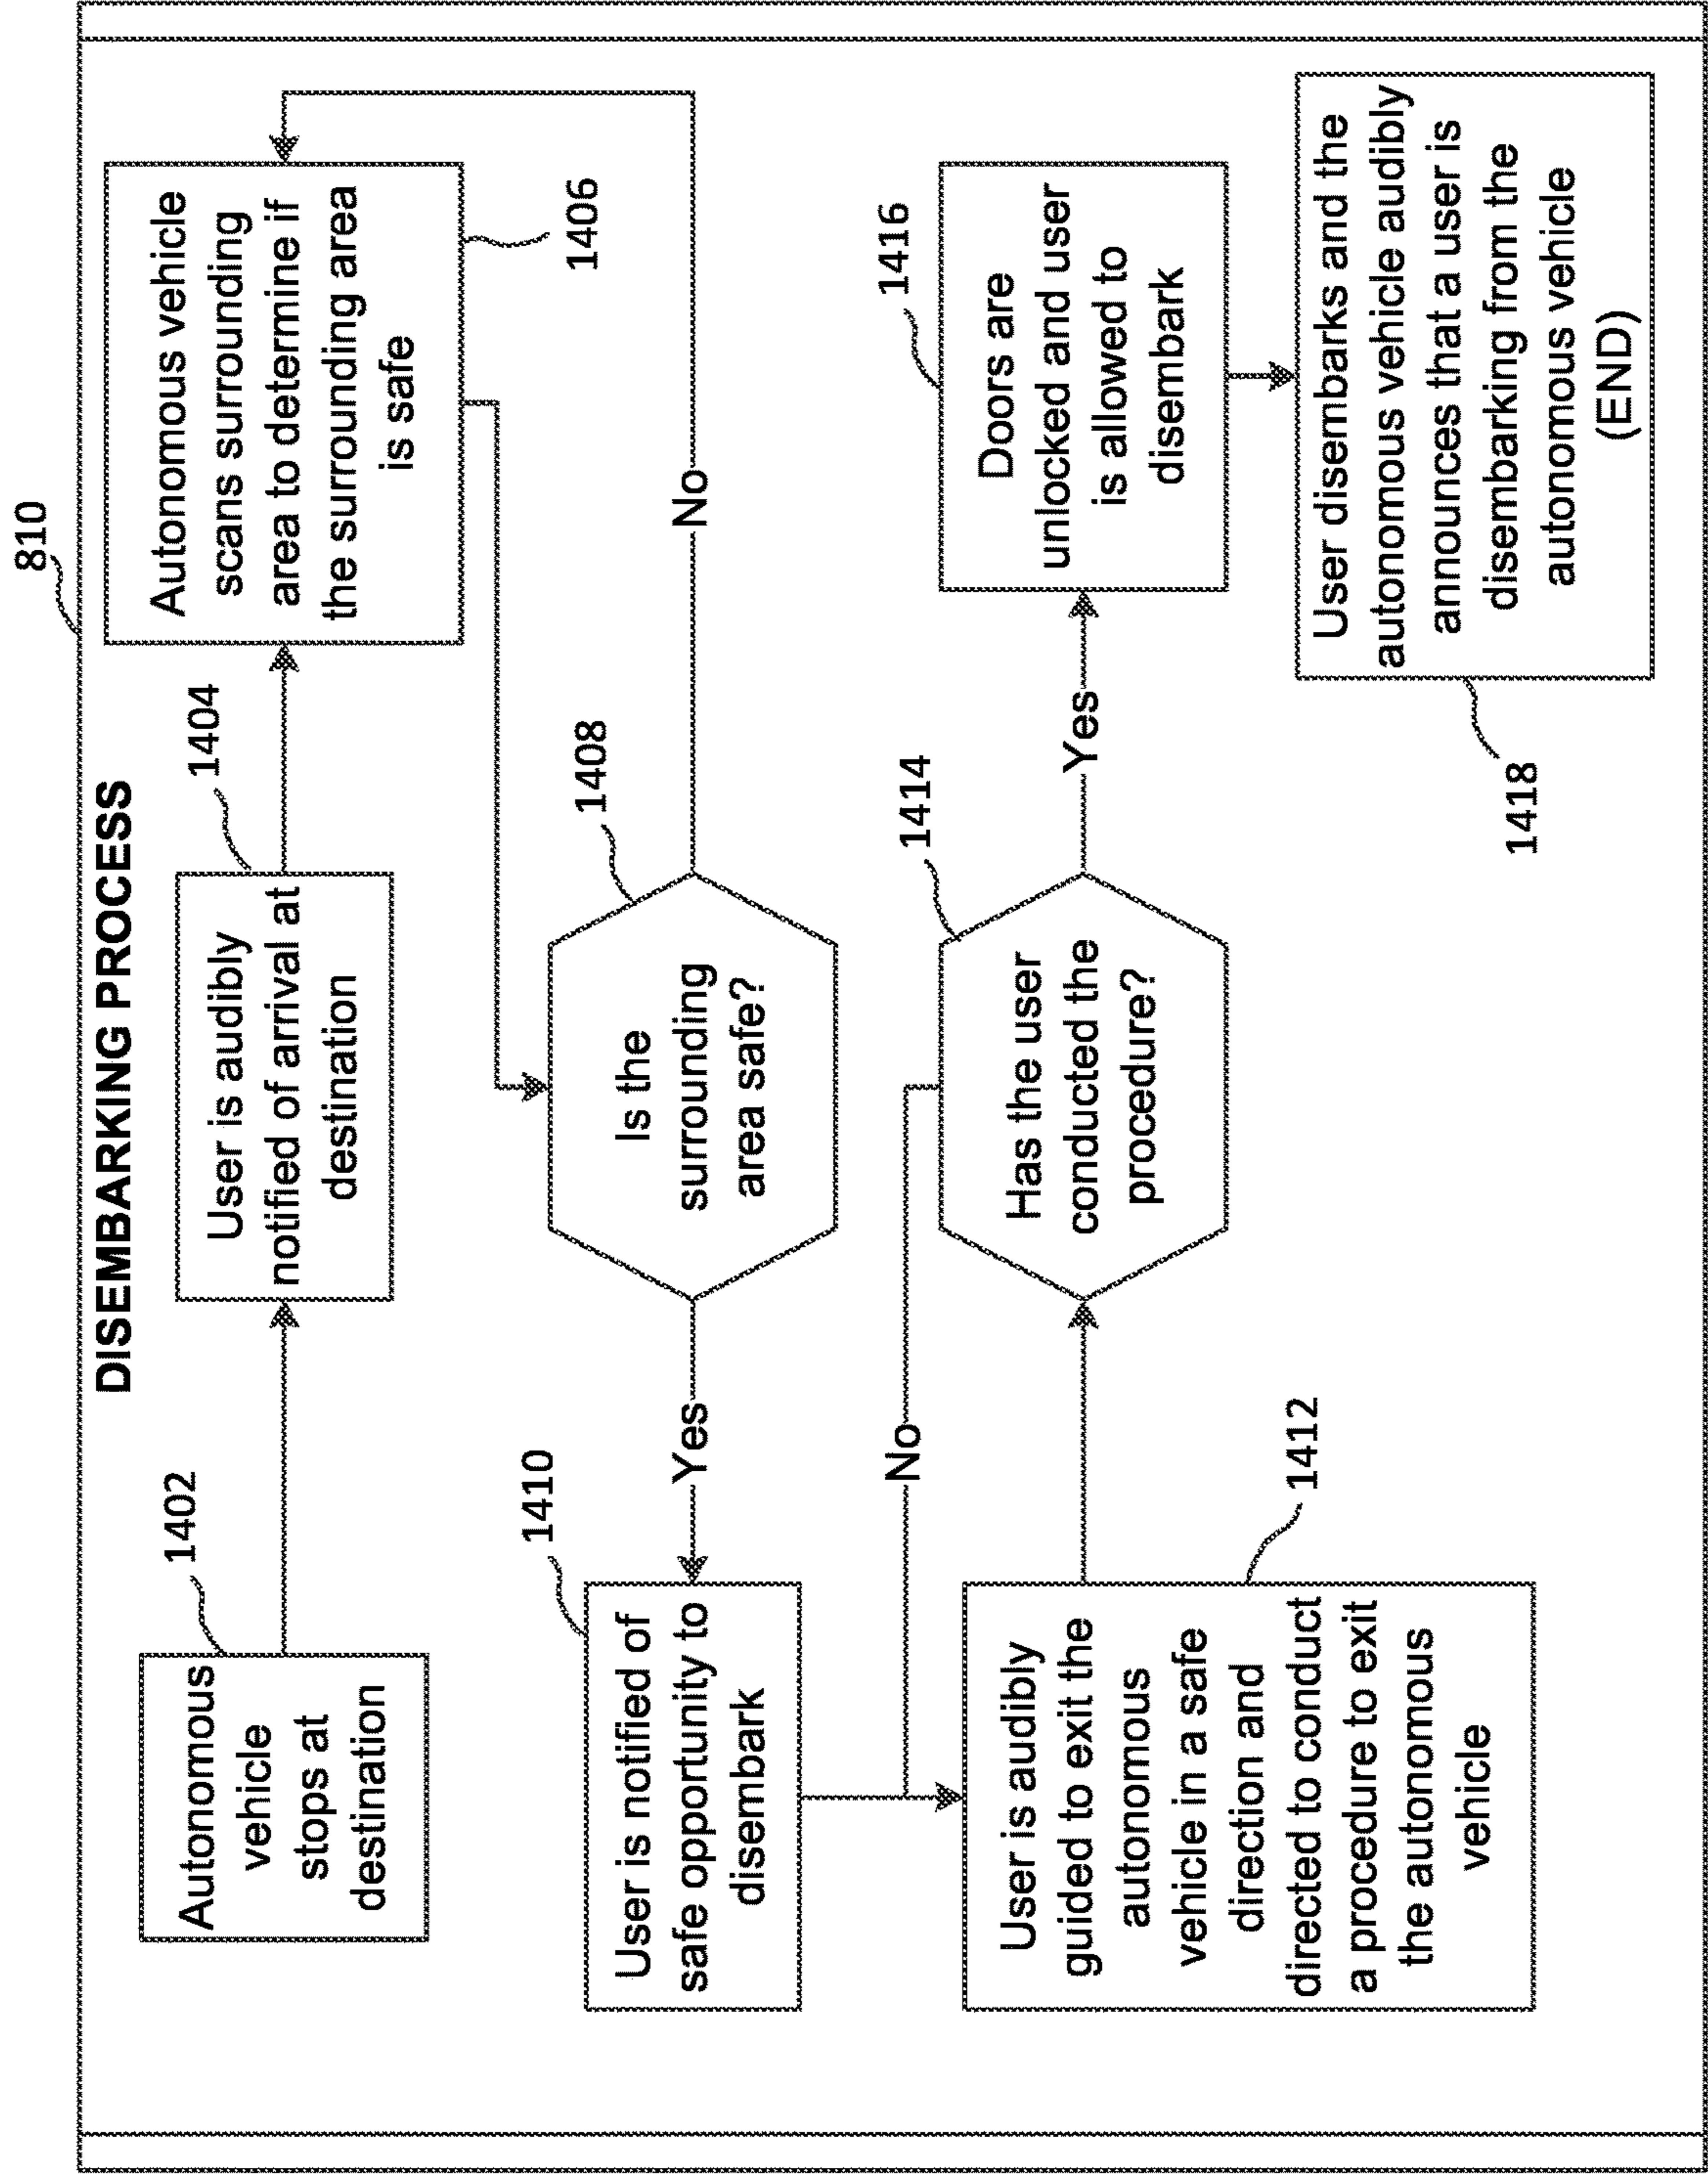 810
DISEMBARKING PROCESS
1402
Autonomous
vehicle
stops at
destination
1404
User is audibly
notified of arrival at
destination
Autonomous vehicle
scans surrounding
area to determine if
the surrounding area
is safe
1406
1408
Is the
surrounding
area safe?
No
Yes
1410
User is notified of
safe opportunity to
disembark
No
User is audibly
guided to exit the
autonomous
vehicle in a safe
direction and
directed to conduct
a procedure to exit
the autonomous
vehicle
1412
1414
Has the user
conducted the
procedure?
Yes
1416
Doors are
unlocked and user
is allowed to
disembark
User disembarks and the
autonomous vehicle audibly
announces that a user is
disembarking from the
autonomous vehicle
(END)
1418